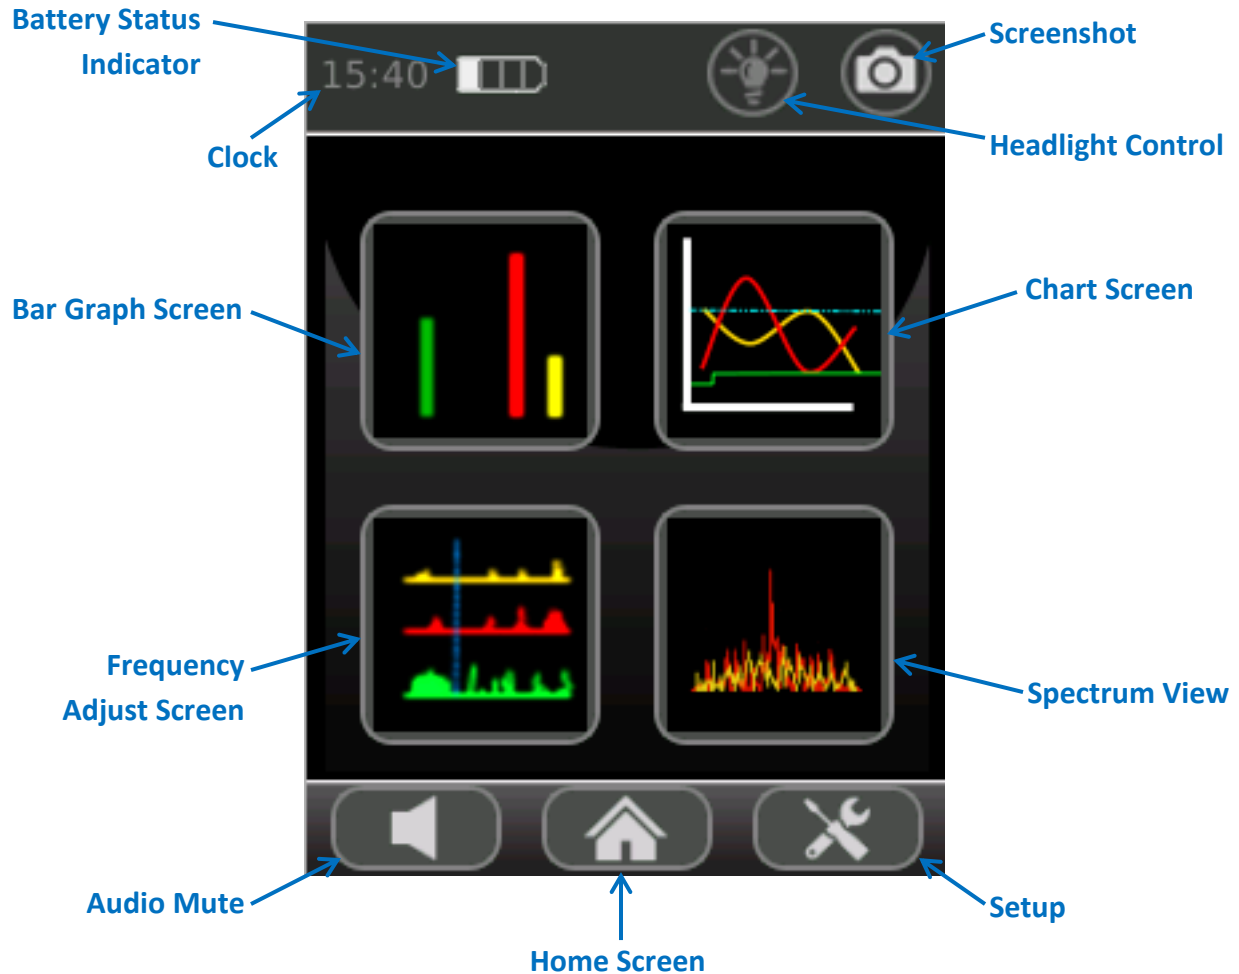 Battery Status
Indicator
Screenshot
15:40
Clock
Headlight Control
Bar Graph Screen
Chart Screen
Frequency
Adjust Screen
Spectrum View
Audio Mute
Setup
Home Screen